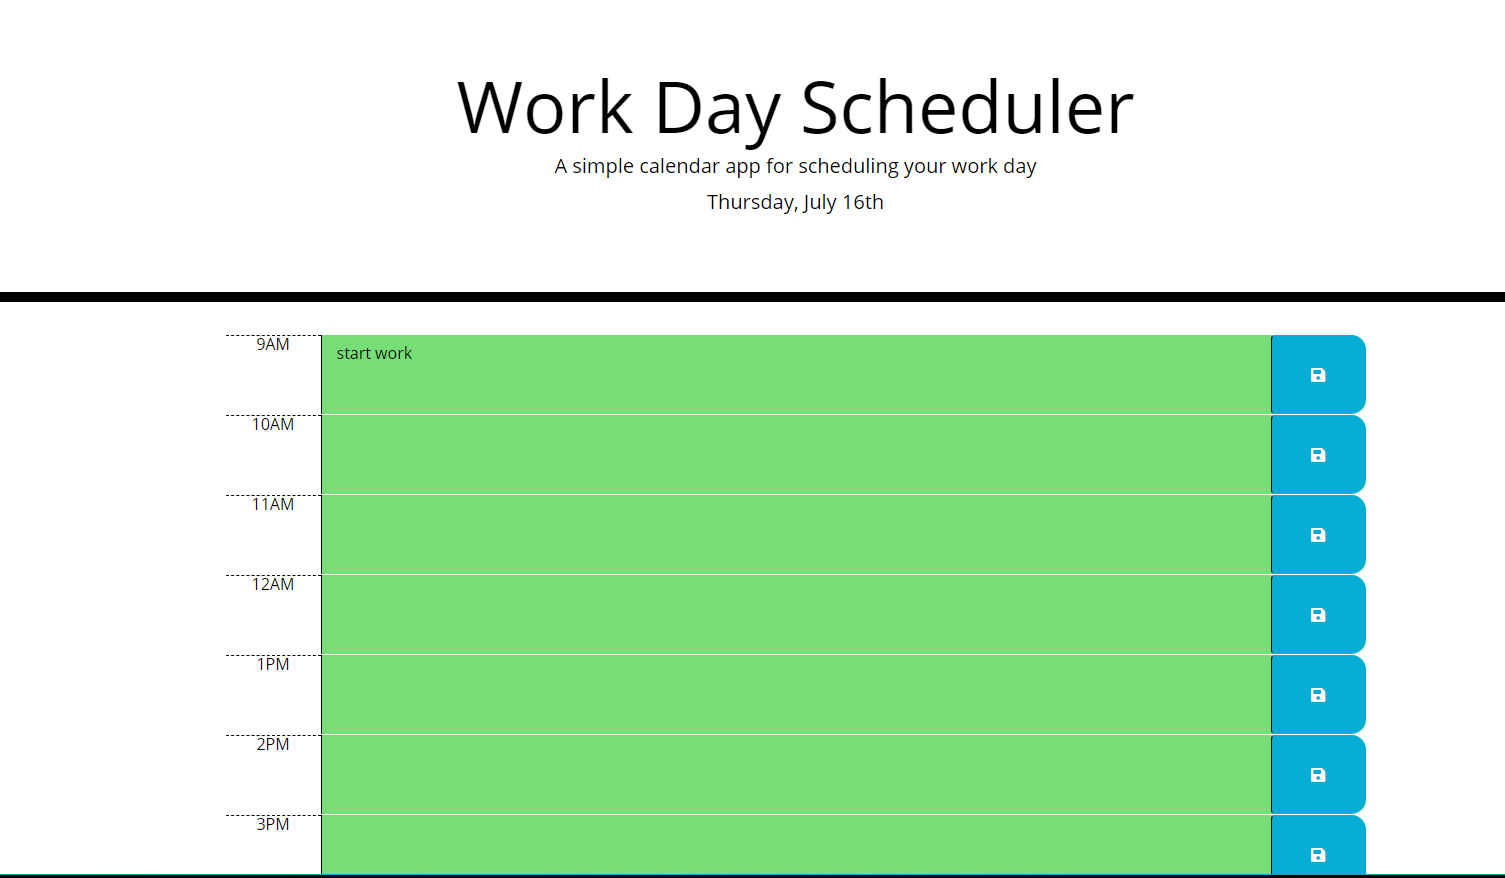 Work Day Scheduler
A simple calendar app for scheduling your work day
Thursday, July 16th
9AM
start work
10AM
11AM
12AM
1PM
2PM
3PM